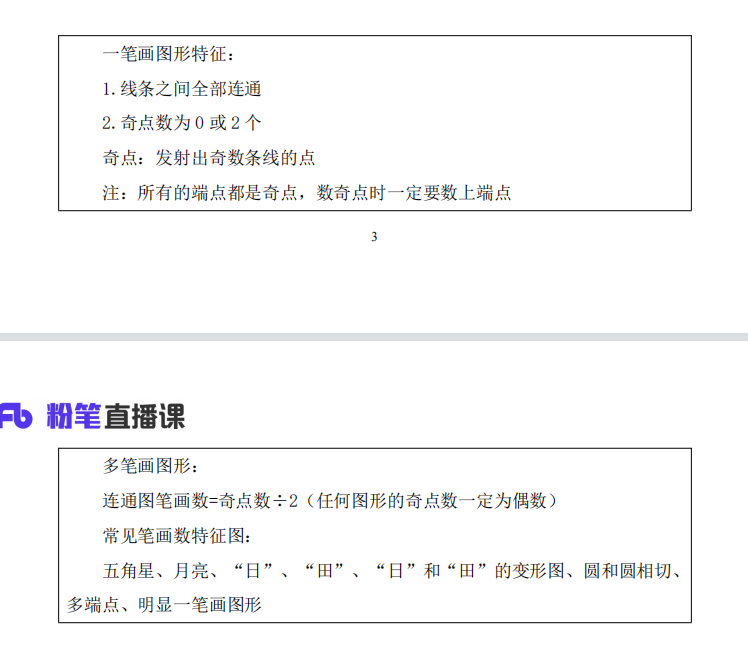 一笔画图形特征：
1.线条之间全部连通
2.奇点数为 0 或 2 个
奇点：发射出奇数条线的点
注：所有的端点都是奇点，数奇点时一定要数上端点
3
Fb 粉笔直播课
多笔画图形：
连通图笔画数=奇点数÷2（任何图形的奇点数一定为偶数）
常见笔画数特征图：
五角星、月亮、“日”、“田”、“日”和“田”的变形图、圆和圆相切、
多端点、明显一笔画图形